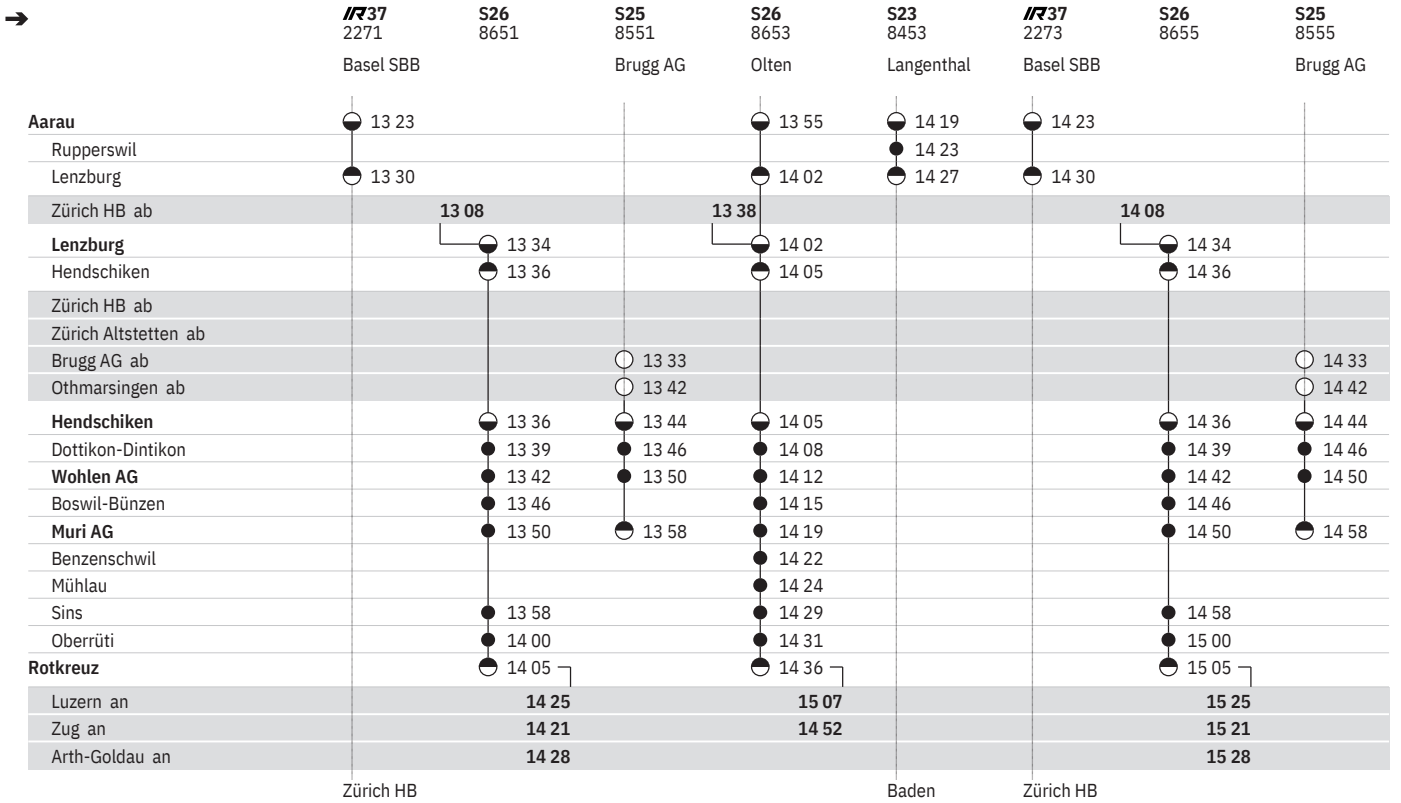 ➔ IR37 S26 S25 S26 S23 IR37 S26 S25
2271 8651 8551 8653 8453 2273 8655 8555
Basel SBB Brugg AG Olten Langenthal Basel SBB Brugg AG
Aarau 13 23 13 55 14 19 14 23
Rupperswil 14 23
Lenzburg 13 30 14 02 14 27 14 30
Zürich HB ab 13 08 13 38 14 08
Lenzburg 13 34 14 02 14 34
Hendschiken 13 36 14 05 14 36
Zürich HB ab
Zürich Altstetten ab
Brugg AG ab 13 33 14 33
Othmarsingen ab 13 42 14 42
Hendschiken 13 36 13 44 14 05 14 36 14 44
Dottikon-Dintikon 13 39 13 46 14 08 14 39 14 46
Wohlen AG 13 42 13 50 14 12 14 42 14 50
Boswil-Bünzen 13 46 14 15 14 46
Muri AG 13 50 13 58 14 19 14 50 14 58
Benzenschwil 14 22
Mühlau 14 24
Sins 13 58 14 29 14 58
Oberrüti 14 00 14 31 15 00
Rotkreuz 14 05 14 36 15 05
Luzern an 14 25 15 07 15 25
Zug an 14 21 14 52 15 21
Arth-Goldau an 14 28 15 28
Zürich HB Baden Zürich HB